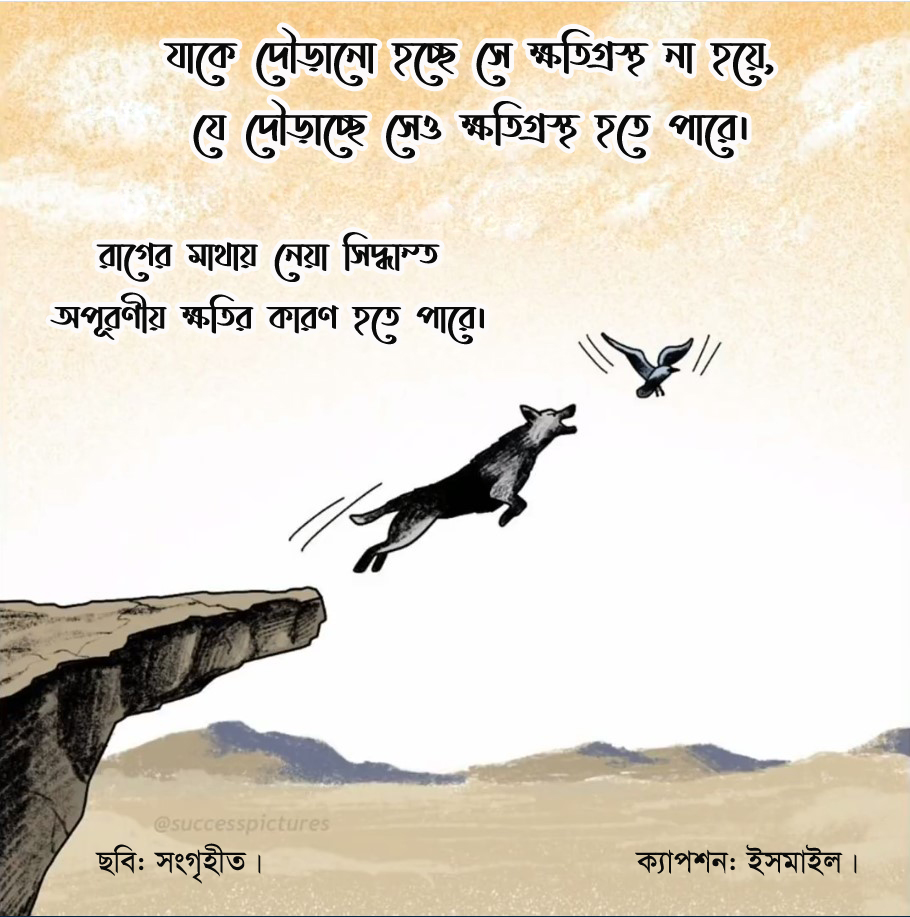 যাকে দৌড়ানো হচ্ছে সে ক্ষতিগ্রস্থ না হয়ে,
যে দৌড়াচ্ছে সেও ক্ষতিগ্রস্থ হতে পারে।
রাগের মাথায় নেয়া সিদ্ধান্ত
অপূরণীয় ক্ষতির কারণ হতে পারে।
@successpictures
ছবি: সংগৃহীত।
ক্যাপশন: ইসমাইল।